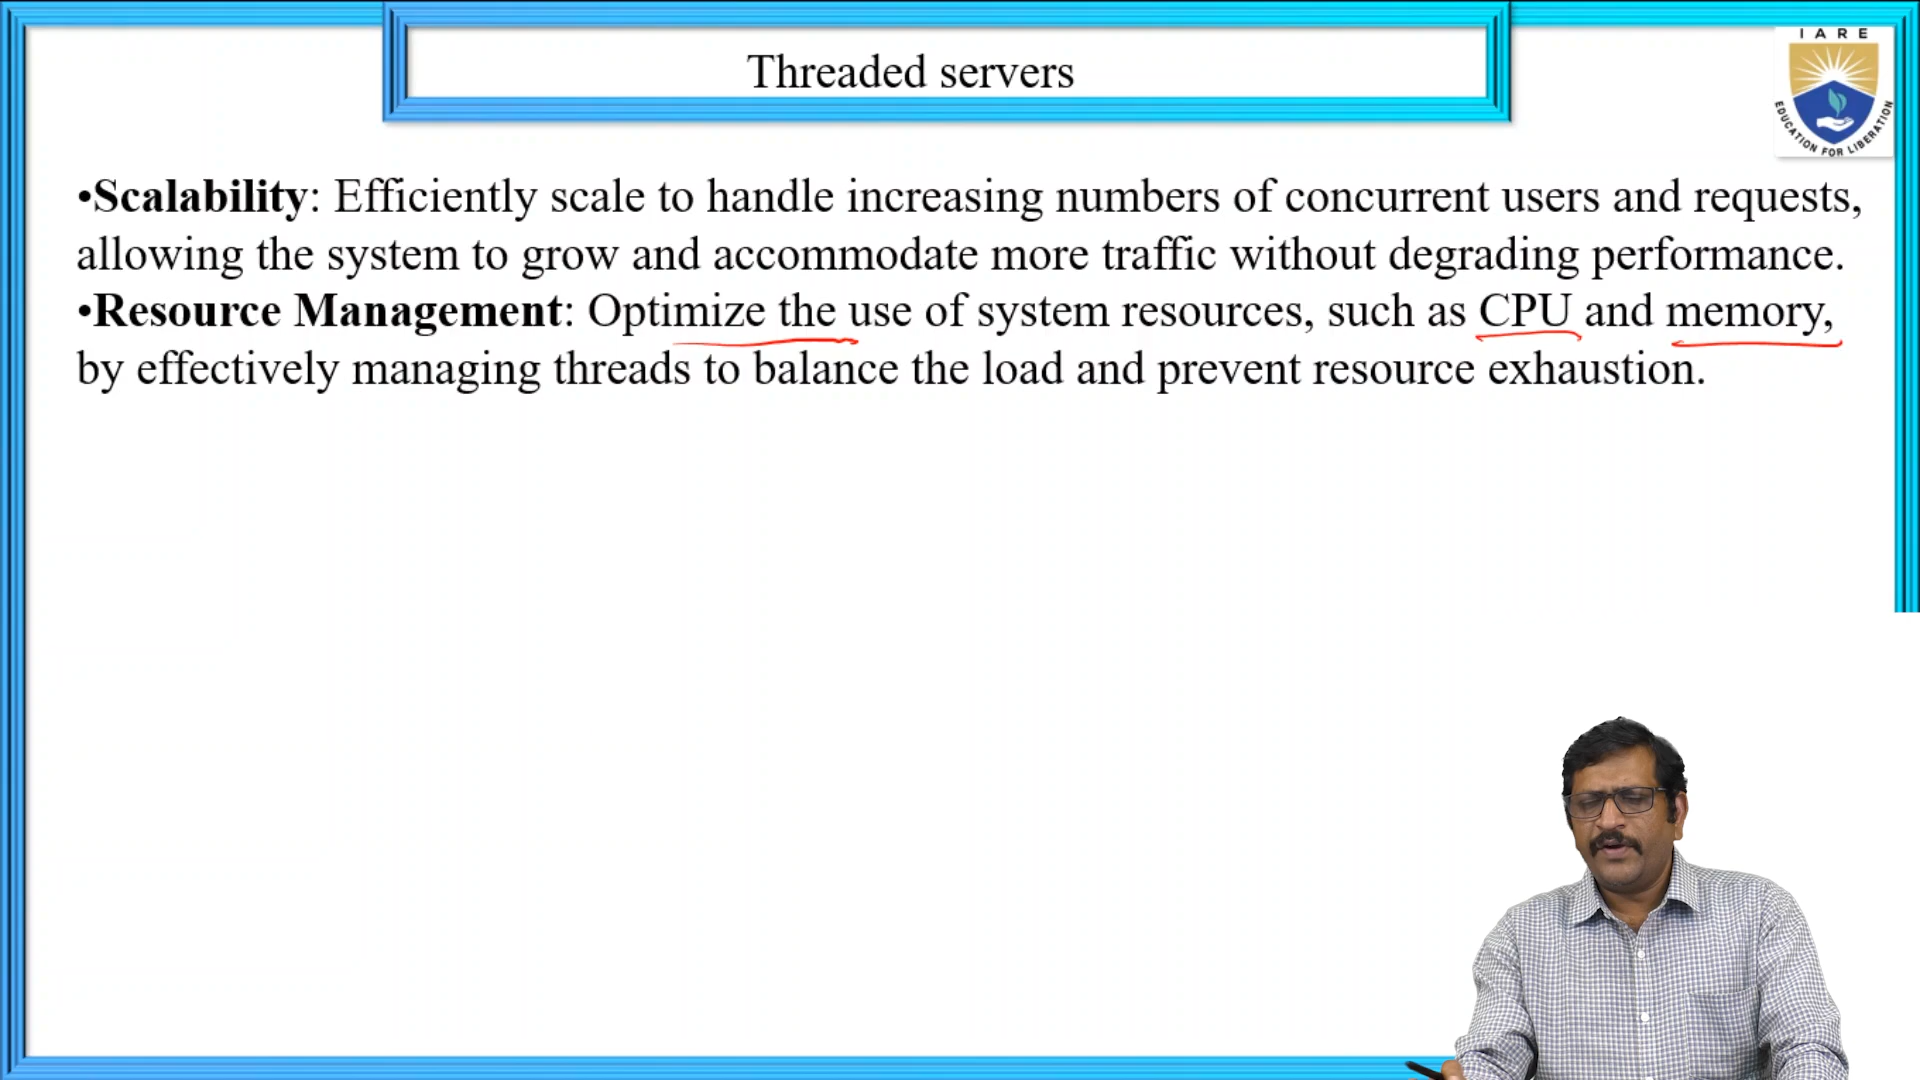 Threaded servers
I A R E
EDUCATION FOR LIBERATION
•Scalability: Efficiently scale to handle increasing numbers of concurrent users and requests,
allowing the system to grow and accommodate more traffic without degrading performance.
•Resource Management: Optimize the use of system resources, such as CPU and memory,
by effectively managing threads to balance the load and prevent resource exhaustion.